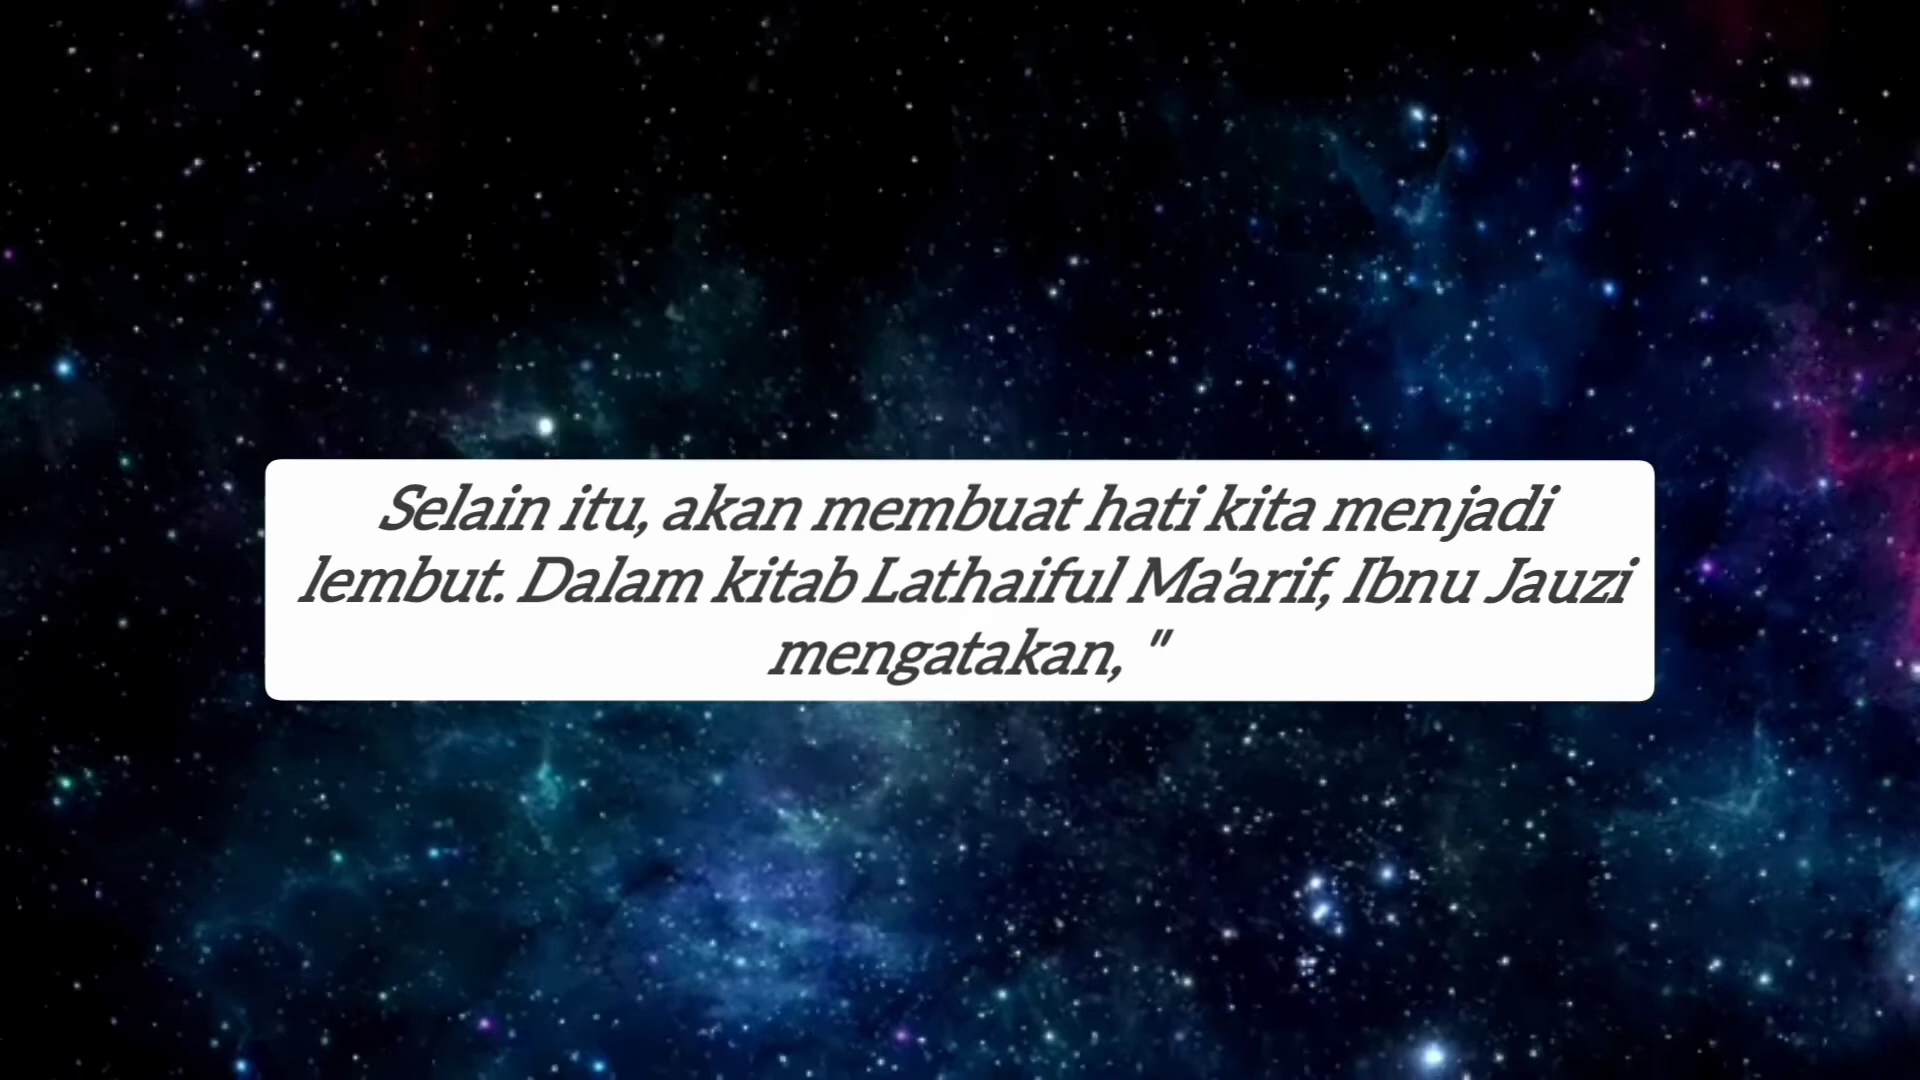 Selain itu, akan membuat hati kita menjadi
lembut. Dalam kitab Lathaiful Ma'arif, Ibnu Jauzi
mengatakan, "